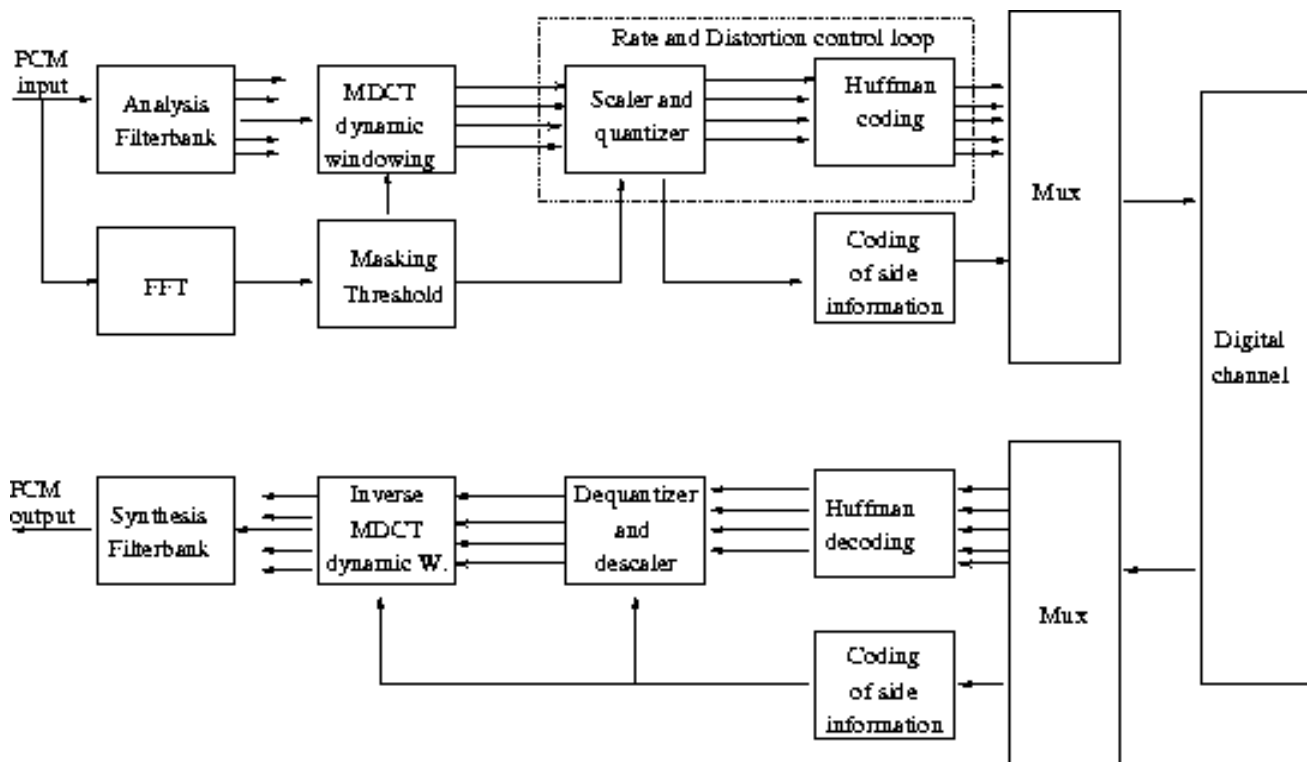 Rate and Distortion control loop
PCM
input
Analysis
Filterbank
MDCT
dynamic
windowing
Scaler and
quantizer
Huffman
coding
Mux
FFT
Masking
Threshold
Coding
of side
information
Digital
channel
PCM
output
Synthesis
Filterbank
Inverse
MDCT
dynamic W.
Dequantizer
and
descaler
Huffman
decoding
Mux
Coding
of side
information